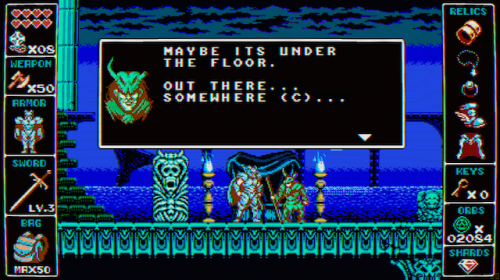 X08
WEAPON
X50
ARMOR
SWORD
LV.3
BAG
MAX50
MAYBE ITS UNDER
THE FLOOR.
OUT THERE...
SOMEWHERE (C)...
RELICS
KEYS
X 0
ORBS
X
02084
SHARDS